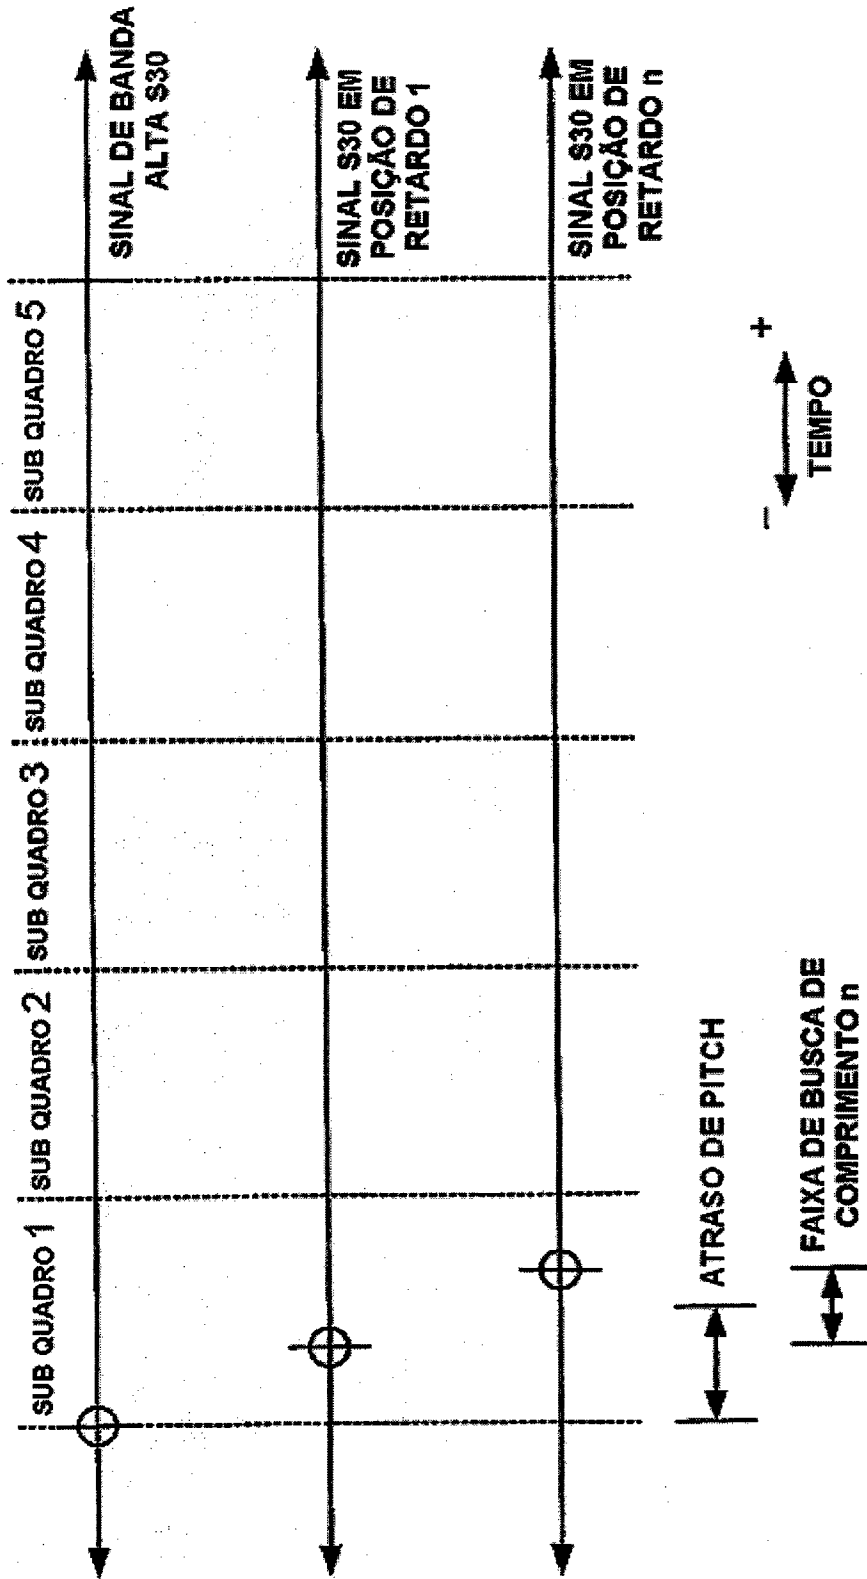 SUB QUADRO 1
SUB QUADRO 2
SUB QUADRO 3
SUB QUADRO 4
SUB QUADRO 5
SINAL DE BANDA
ALTA S30
SINAL S30 EM
POSIÇÃO DE
RETARDO 1
SINAL S30 EM
POSIÇÃO DE
RETARDO n
ATRASO DE PITCH
- +
TEMPO
FAIXA DE BUSCA DE
COMPRIMENTO n